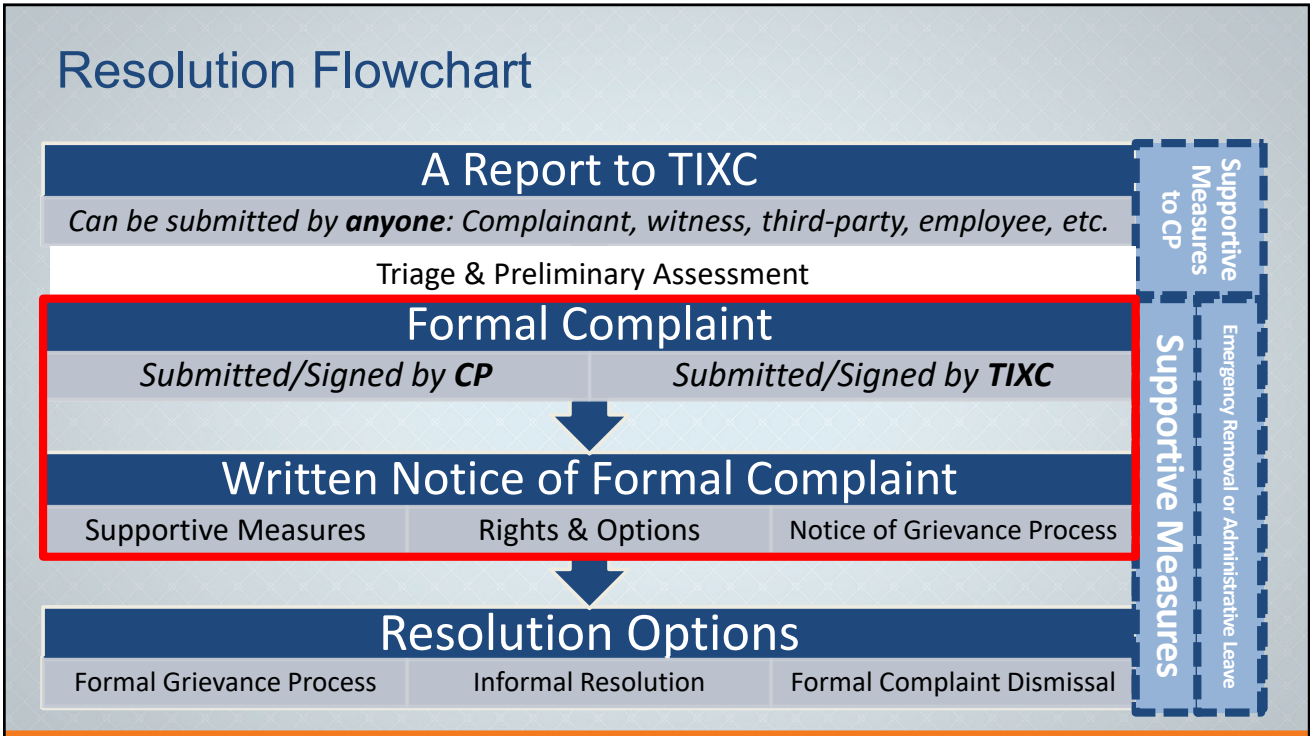 Resolution Flowchart
A Report to TIXC
Can be submitted by anyone: Complainant, witness, third-party, employee, etc.
Triage & Preliminary Assessment
Formal Complaint
Submitted/Signed by CP
Submitted/Signed by TIXC
Written Notice of Formal Complaint
Supportive Measures
Rights & Options
Notice of Grievance Process
Resolution Options
Formal Grievance Process
Informal Resolution
Formal Complaint Dismissal
Supportive
Measures
to CP
Supportive Measures
Emergency Removal or Administrative Leave